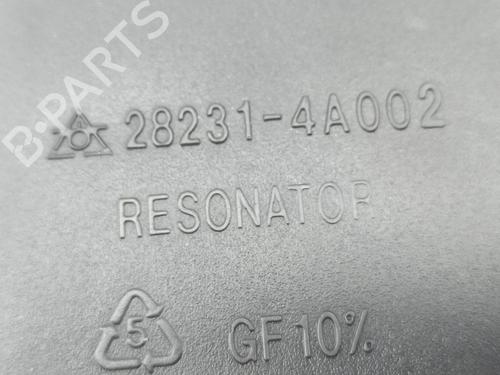 B-PARTS
28231-4A002
RESONATOR
5 GF10%